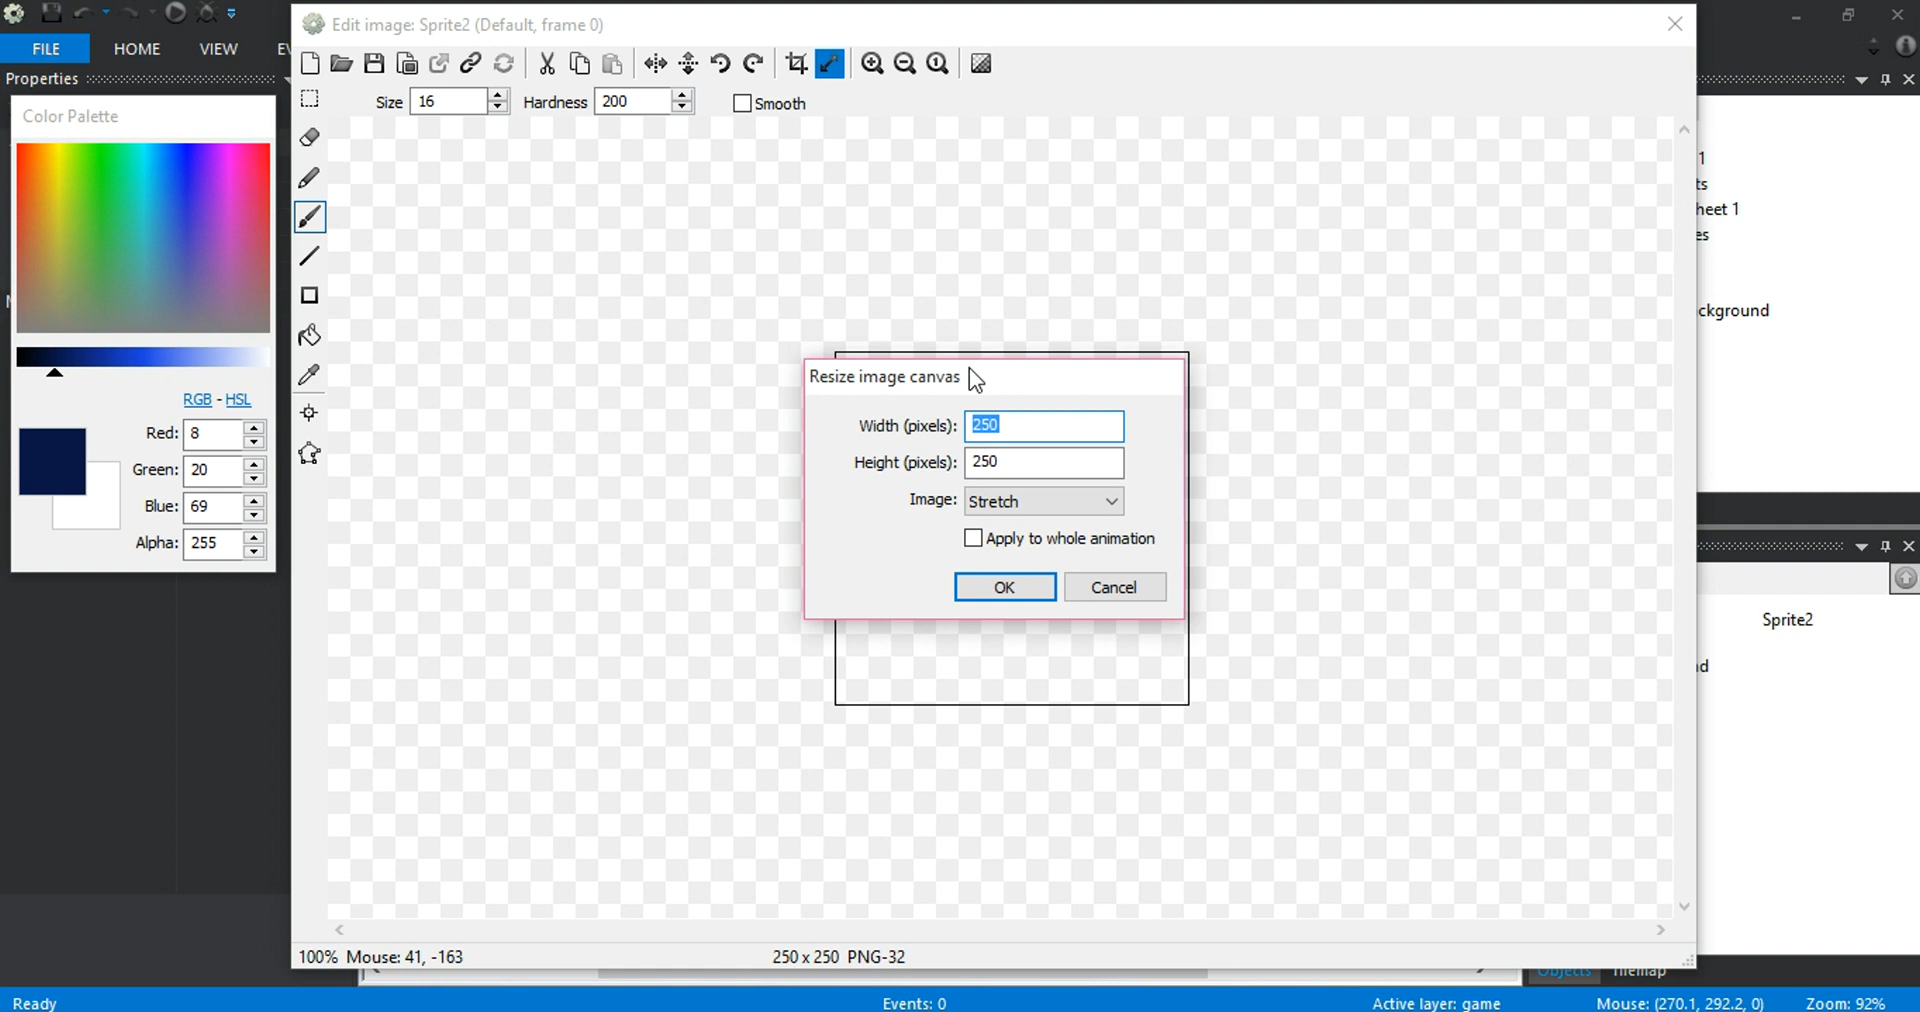 Edit image: Sprite2 (Default, frame 0)
FILE HOME VIEW
Properties
Color Palette
Size 16 Hardness 200 Smooth
RGB - HSL
Red: 8
Green: 20
Blue: 69
Alpha: 255
Resize image canvas
Width (pixels): 250
Height (pixels): 250
Image: Stretch
Apply to whole animation
OK Cancel
1
ts
heet 1
es
ckground
Sprite2
nd
100% Mouse: 41, -163 250 x 250 PNG-32
Objects Tilemap
Ready Events: 0 Active layer: game Mouse: (270.1, 292.2, 0) Zoom: 92%